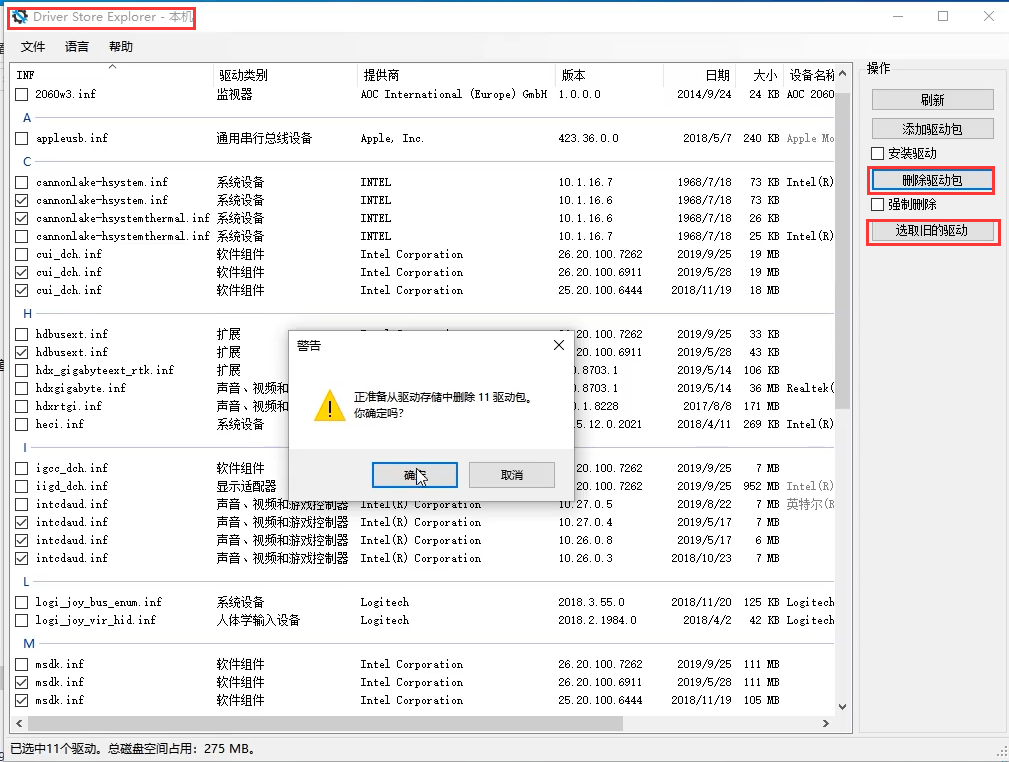 Driver Store Explorer - 本机
文件 语言 帮助
INF 驱动类别 提供商 版本 日期 大小 设备名称
2060w3.inf 监视器 AOC International (Europe) GmbH 1.0.0.0 2014/9/24 24 KB AOC 2060
A
appleusb.inf 通用串行总线设备 Apple, Inc. 423.36.0.0 2018/5/7 240 KB Apple Mo
C
cannonlake-hsystem.inf 系统设备 INTEL 10.1.16.7 1968/7/18 73 KB Intel(R)
cannonlake-hsystem.inf 系统设备 INTEL 10.1.16.6 1968/7/18 73 KB
cannonlake-hsystemthermal.inf 系统设备 INTEL 10.1.16.6 1968/7/18 26 KB
cannonlake-hsystemthermal.inf 系统设备 INTEL 10.1.16.7 1968/7/18 25 KB Intel(R)
cui_dch.inf 软件组件 Intel Corporation 26.20.100.7262 2019/9/25 19 MB
cui_dch.inf 软件组件 Intel Corporation 26.20.100.6911 2019/5/28 19 MB
cui_dch.inf 软件组件 Intel Corporation 25.20.100.6444 2018/11/19 18 MB
H
hdbusext.inf 扩展 20.100.7262 2019/9/25 33 KB
hdbusext.inf 扩展 20.100.6911 2019/5/28 43 KB
hdx_gigabyteext_rtk.inf 扩展 .8703.1 2019/5/14 106 KB
hdxgigabyte.inf 声音、视频和 .8703.1 2019/5/14 36 MB Realtek(
hdxrtgi.inf 声音、视频和 .1.8228 2017/8/8 171 MB
heci.inf 系统设备 5.12.0.2021 2018/4/11 269 KB Intel(R)
I
igcc_dch.inf 软件组件 20.100.7262 2019/9/25 7 MB
iigd_dch.inf 显示适配器 20.100.7262 2019/9/25 952 MB Intel(R)
intcdaud.inf 声音、视频和游戏控制器 Intel(R) Corporation 10.27.0.5 2019/8/22 7 MB 英特尔(R
intcdaud.inf 声音、视频和游戏控制器 Intel(R) Corporation 10.27.0.4 2019/5/17 7 MB
intcdaud.inf 声音、视频和游戏控制器 Intel(R) Corporation 10.26.0.8 2019/5/17 6 MB
intcdaud.inf 声音、视频和游戏控制器 Intel(R) Corporation 10.26.0.3 2018/10/23 7 MB
L
logi_joy_bus_enum.inf 系统设备 Logitech 2018.3.55.0 2018/11/20 125 KB Logitech
logi_joy_vir_hid.inf 人体学输入设备 Logitech 2018.2.1984.0 2018/4/2 42 KB Logitech
M
msdk.inf 软件组件 Intel Corporation 26.20.100.7262 2019/9/25 111 MB
msdk.inf 软件组件 Intel Corporation 26.20.100.6911 2019/5/28 111 MB
msdk.inf 软件组件 Intel Corporation 25.20.100.6444 2018/11/19 105 MB
警告
正准备从驱动存储中删除 11 驱动包。
你确定吗?
确定 取消
操作
刷新
添加驱动包
安装驱动
删除驱动包
强制删除
选取旧的驱动
已选中11个驱动。总磁盘空间占用：275 MB。